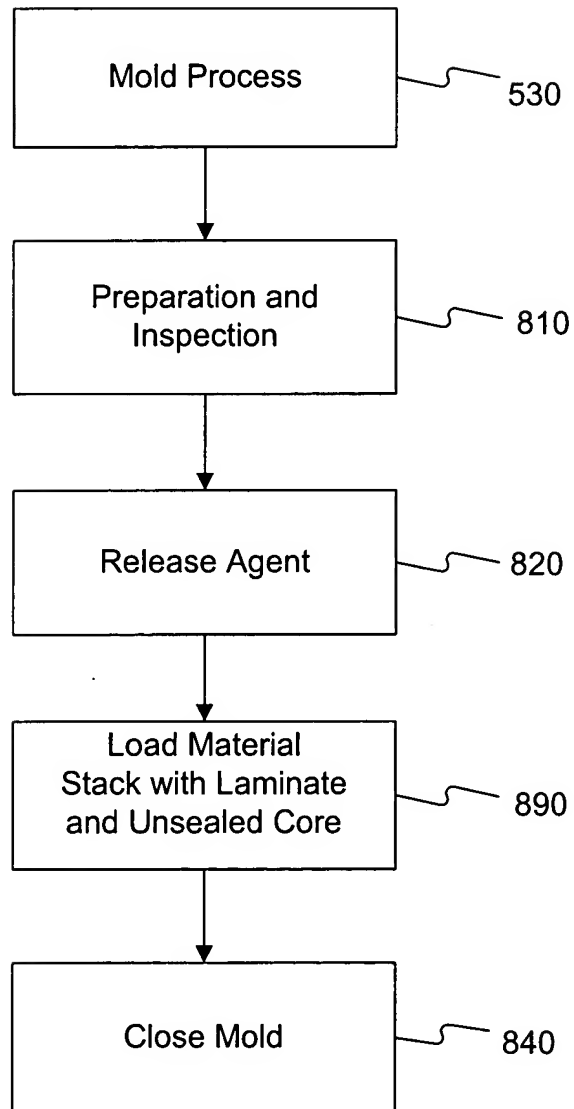 Mold Process
530
Preparation and
Inspection
810
Release Agent
820
Load Material
Stack with Laminate
and Unsealed Core
890
Close Mold
840